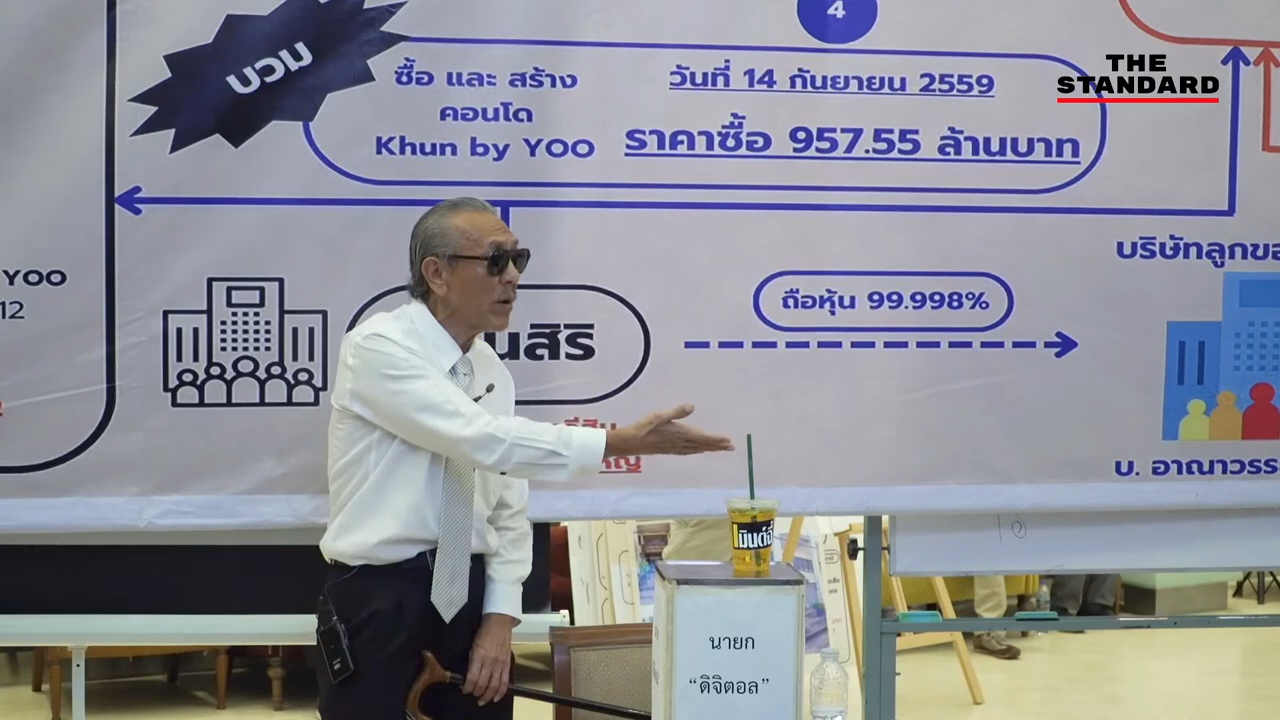 4
THE
STANDARD
บวม
ซื้อ และ สร้าง
คอนโด
Khun by YOO
วันที่ 14 กันยายน 2559
ราคาซื้อ 957.55 ล้านบาท
YOO
12
นสิริ
ถือหุ้น 99.998%
บริษัทลูกขอ
บ. อาณาวรร
มินต์
นายก
“ดิจิตอล”